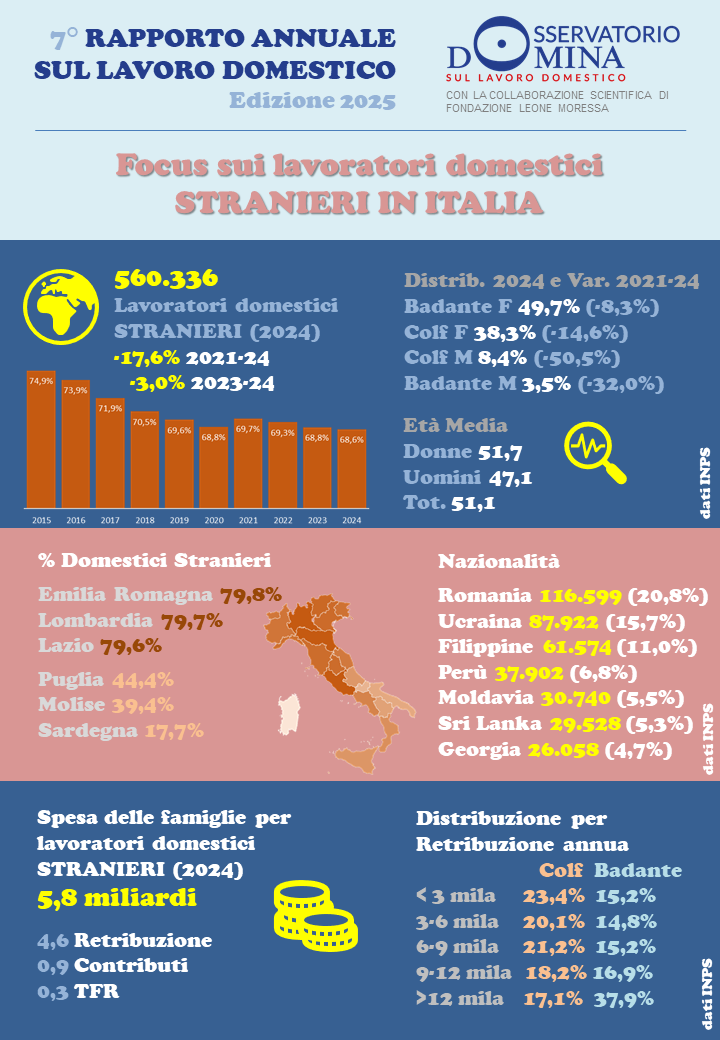 7° RAPPORTO ANNUALE
SUL LAVORO DOMESTICO
Edizione 2025
OSSERVATORIO
DOMINA
SUL LAVORO DOMESTICO
CON LA COLLABORAZIONE SCIENTIFICA DI
FONDAZIONE LEONE MORESSA
Focus sui lavoratori domestici
STRANIERI IN ITALIA
560.336
Lavoratori domestici
STRANIERI (2024)
-17,6% 2021-24
-3,0% 2023-24
74,9% 73,9% 71,9% 70,5% 69,6% 68,8% 69,7% 69,3% 68,8% 68,6%
2015 2016 2017 2018 2019 2020 2021 2022 2023 2024
Distrib. 2024 e Var. 2021-24
Badante F 49,7% (-8,3%)
Colf F 38,3% (-14,6%)
Colf M 8,4% (-50,5%)
Badante M 3,5% (-32,0%)
Età Media
Donne 51,7
Uomini 47,1
Tot. 51,1
dati INPS
% Domestici Stranieri
Emilia Romagna 79,8%
Lombardia 79,7%
Lazio 79,6%
Puglia 44,4%
Molise 39,4%
Sardegna 17,7%
Nazionalità
Romania 116.599 (20,8%)
Ucraina 87.922 (15,7%)
Filippine 61.574 (11,0%)
Perù 37.902 (6,8%)
Moldavia 30.740 (5,5%)
Sri Lanka 29.528 (5,3%)
Georgia 26.058 (4,7%)
dati INPS
Spesa delle famiglie per
lavoratori domestici
STRANIERI (2024)
5,8 miliardi
4,6 Retribuzione
0,9 Contributi
0,3 TFR
Distribuzione per
Retribuzione annua
Colf Badante
< 3 mila 23,4% 15,2%
3-6 mila 20,1% 14,8%
6-9 mila 21,2% 15,2%
9-12 mila 18,2% 16,9%
>12 mila 17,1% 37,9%
dati INPS